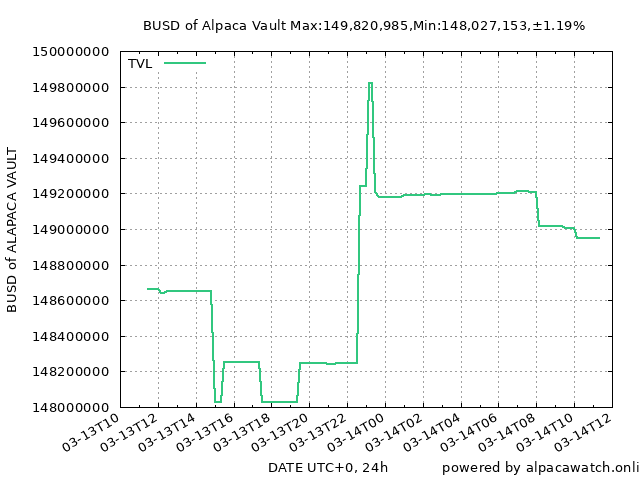 BUSD of Alpaca Vault Max:149,820,985,Min:148,027,153,±1.19%
TVL
150000000
149800000
149600000
149400000
149200000
149000000
148800000
148600000
148400000
148200000
148000000
BUSD of ALAPACA VAULT
03-13T10
03-13T12
03-13T14
03-13T16
03-13T18
03-13T20
03-13T22
03-14T00
03-14T02
03-14T04
03-14T06
03-14T08
03-14T10
03-14T12
DATE UTC+0, 24h
powered by alpacawatch.onli